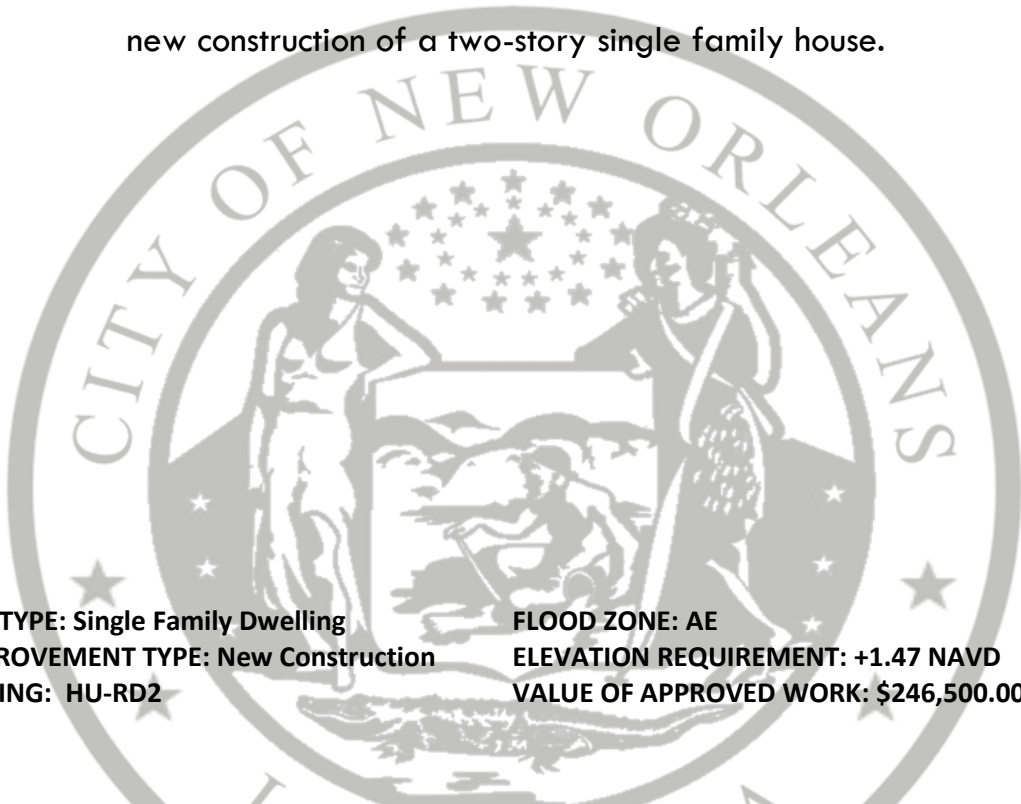 new construction of a two-story single family house.
CITY OF NEW ORLEANS
TYPE: Single Family Dwelling
ROVEMENT TYPE: New Construction
ING: HU-RD2
FLOOD ZONE: AE
ELEVATION REQUIREMENT: +1.47 NAVD
VALUE OF APPROVED WORK: $246,500.00